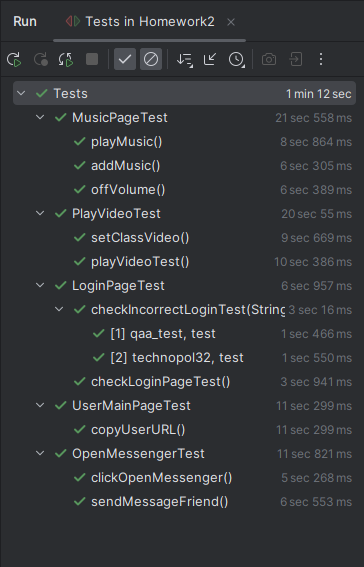 Run
Tests in Homework2
Tests 1 min 12 sec
MusicPageTest 21 sec 558 ms
playMusic() 8 sec 864 ms
addMusic() 6 sec 305 ms
offVolume() 6 sec 389 ms
PlayVideoTest 20 sec 55 ms
setClassVideo() 9 sec 669 ms
playVideoTest() 10 sec 386 ms
LoginPageTest 6 sec 957 ms
checkIncorrectLoginTest(String 3 sec 16 ms
[1] qaa_test, test 1 sec 466 ms
[2] technopol32, test 1 sec 550 ms
checkLoginPageTest() 3 sec 941 ms
UserMainPageTest 11 sec 299 ms
copyUserURL() 11 sec 299 ms
OpenMessengerTest 11 sec 821 ms
clickOpenMessenger() 5 sec 268 ms
sendMessageFriend() 6 sec 553 ms